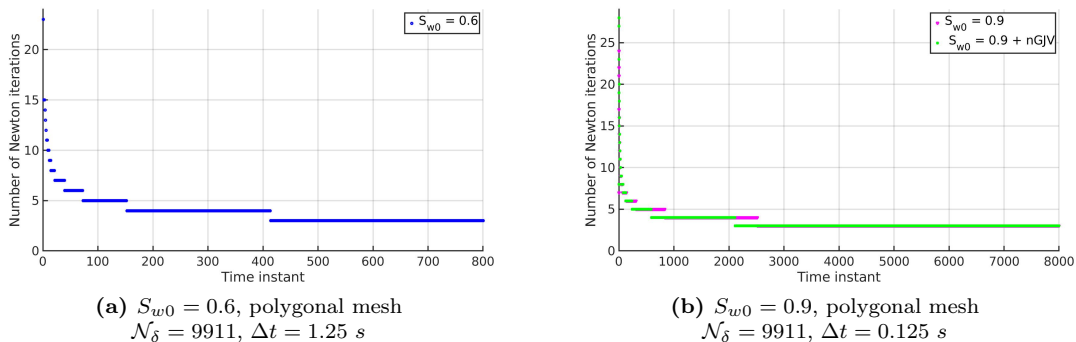 S_w0 = 0.6
Number of Newton iterations
20
15
10
5
0
0 100 200 300 400 500 600 700 800
Time instant
(a) S_w0 = 0.6, polygonal mesh
𝒩_δ = 9911, Δt = 1.25 s
S_w0 = 0.9
S_w0 = 0.9 + nGJV
Number of Newton iterations
25
20
15
10
5
0
0 1000 2000 3000 4000 5000 6000 7000 8000
Time instant
(b) S_w0 = 0.9, polygonal mesh
𝒩_δ = 9911, Δt = 0.125 s